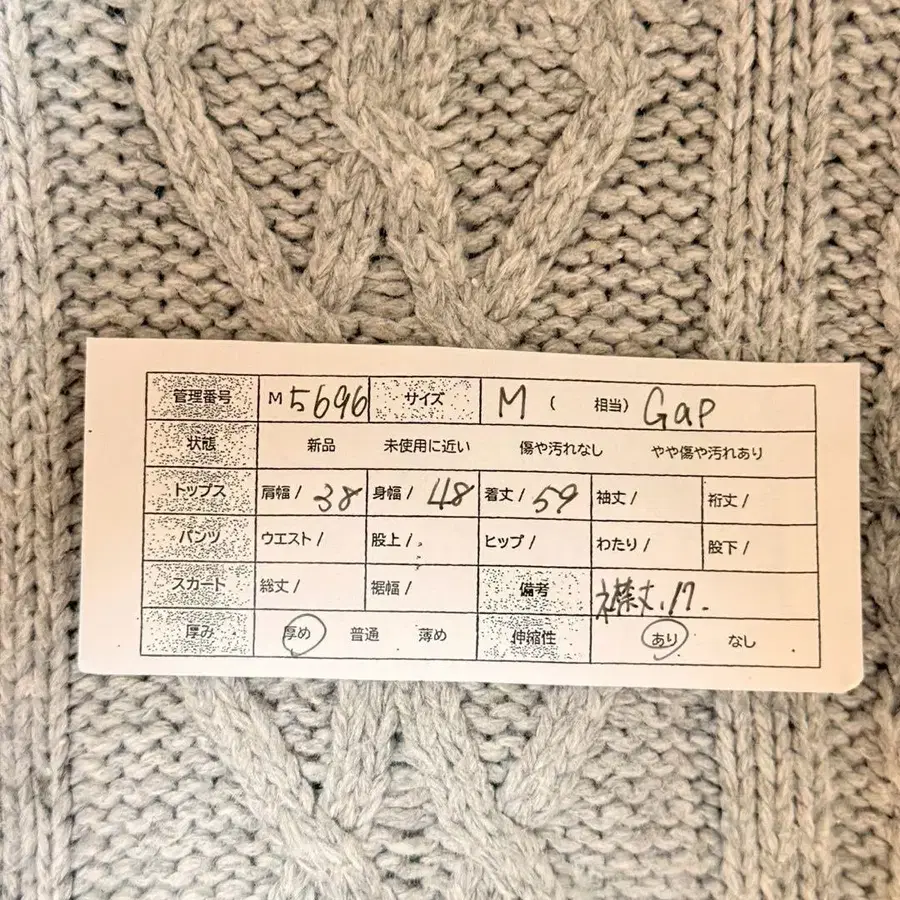 管理番号 M 5696 サイズ M ( 相当) Gap
状態 新品 未使用に近い 傷や汚れなし やや傷や汚れあり
トップス 肩幅 / 38 身幅 / 48 着丈 / 59 袖丈 / 裄丈 /
パンツ ウエスト / 股上 / ヒップ / わたり / 股下 /
スカート 総丈 / 裾幅 / 備考 襟丈.17.
厚み 厚め 普通 薄め 伸縮性 あり なし